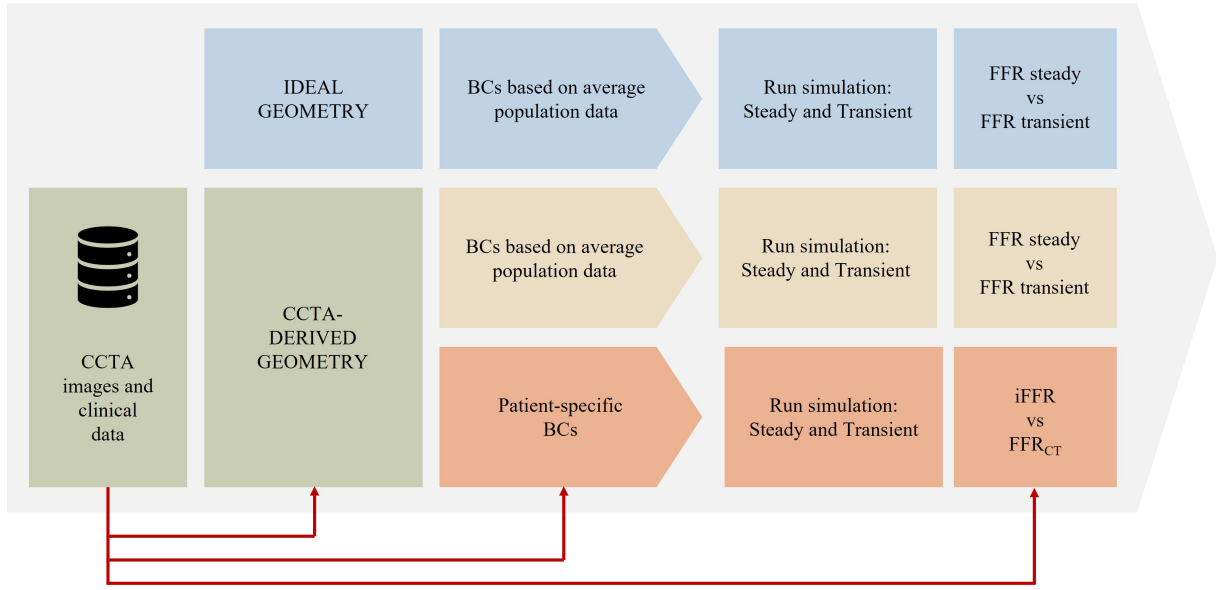 IDEAL
GEOMETRY
BCs based on average
population data
Run simulation:
Steady and Transient
FFR steady
vs
FFR transient
CCTA
images and
clinical
data
CCTA-
DERIVED
GEOMETRY
BCs based on average
population data
Run simulation:
Steady and Transient
FFR steady
vs
FFR transient
Patient-specific
BCs
Run simulation:
Steady and Transient
iFFR
vs
FFRCT